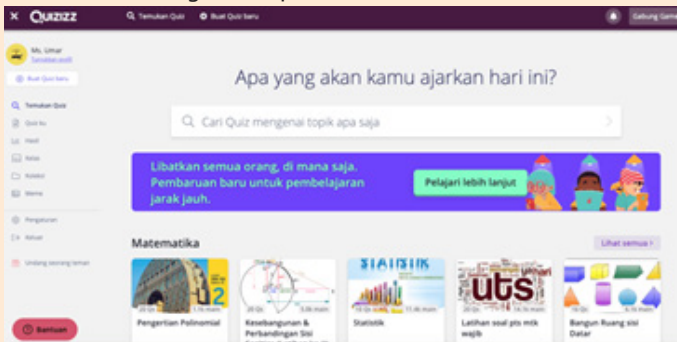 × QUIZIZZ
Temukan Quiz
Buat Quiz baru
Gabung Game
Ms. Umar
Buat Quiz baru
Temukan Quiz
Quiz ku
Hasil
Kelas
Koleksi
Meme
Pengaturan
Keluar
Undang seorang teman
Bantuan
Apa yang akan kamu ajarkan hari ini?
Cari Quiz mengenai topik apa saja
Libatkan semua orang, di mana saja.
Pembaruan baru untuk pembelajaran
jarak jauh.
Pelajari lebih lanjut
Matematika
Lihat semua >
2
STATISTIK
uts
Pengertian Polinomial
Kesebangunan &
Perbandingan Sisi
Statistik
Latihan soal pts mtk
wajib
Bangun Ruang sisi
Datar